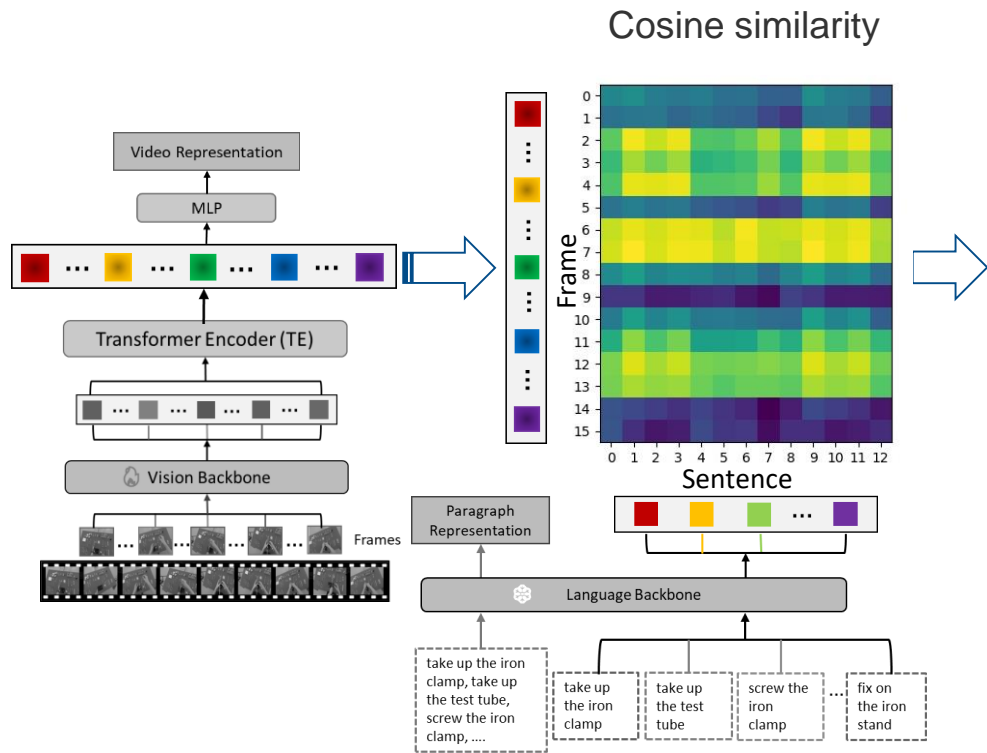 Cosine similarity
Video Representation
MLP
... ... ... ...
Transformer Encoder (TE)
... ... ... ...
Vision Backbone
... ... ... ...
Frames
...
...
...
...
Frame
0
1
2
3
4
5
6
7
8
9
10
11
12
13
14
15
0 1 2 3 4 5 6 7 8 9 10 11 12
Sentence
...
Paragraph
Representation
Language Backbone
take up the iron
clamp, take up
the test tube,
screw the iron
clamp, ....
take up
the iron
clamp
take up
the test
tube
screw the
iron
clamp
...
fix on
the iron
stand